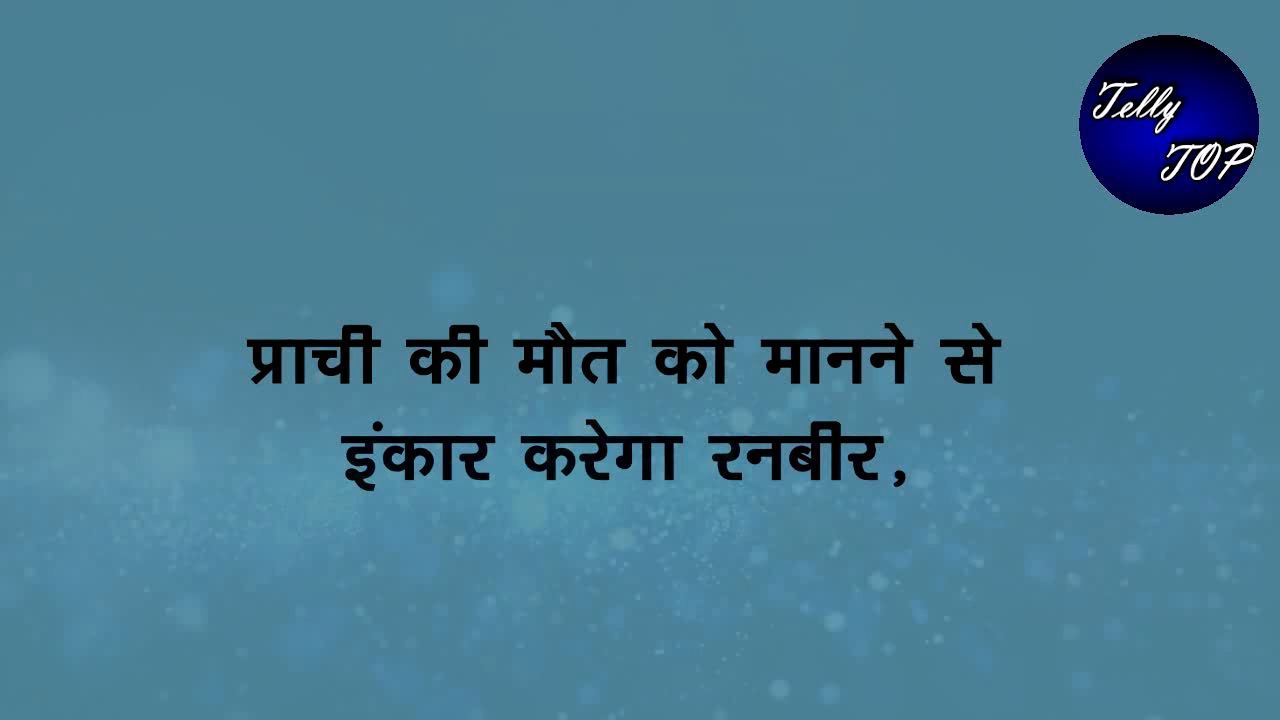 Telly
TOP
प्राची की मौत को मानने से
इंकार करेगा रनबीर,